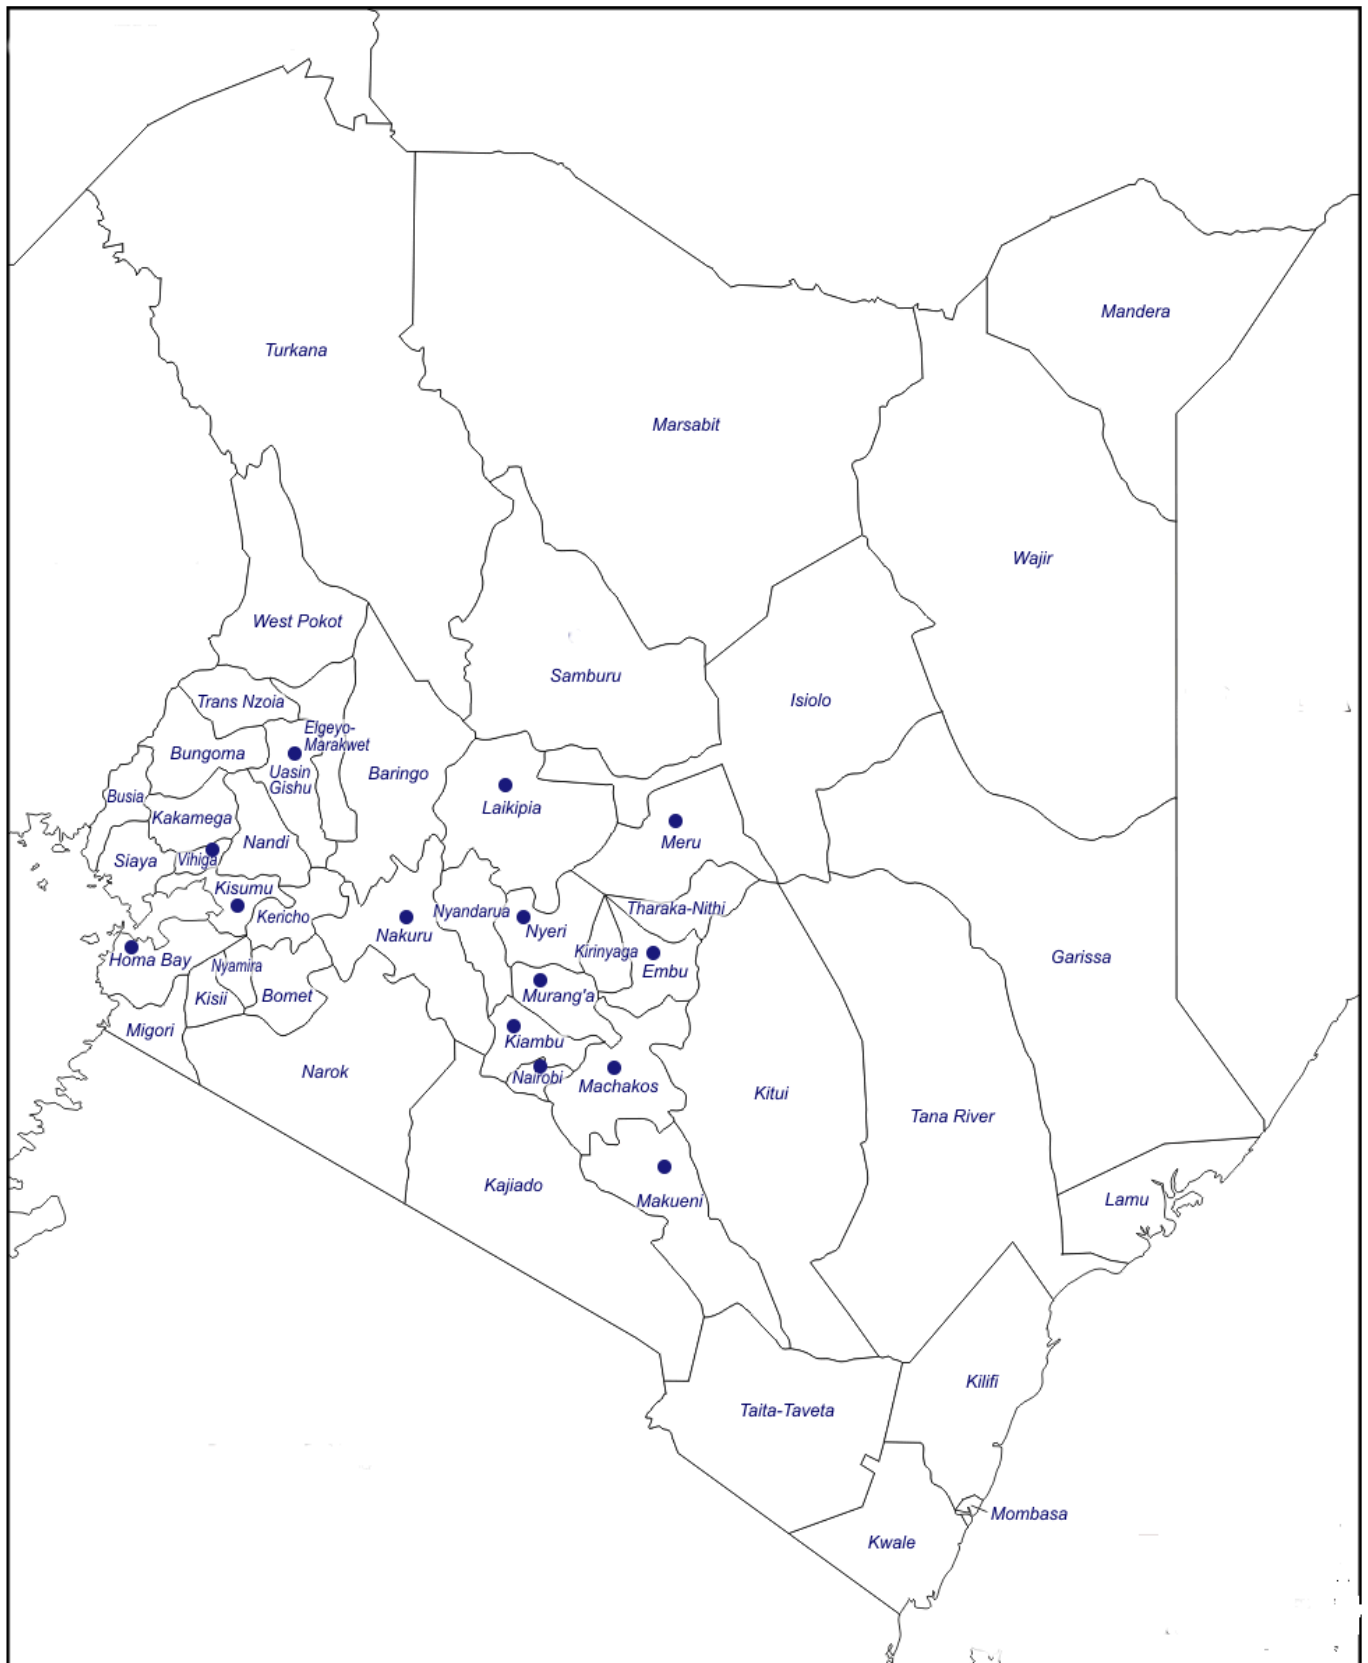 Mandera
Turkana
Marsabit
Wajir
West Pokot
Samburu
Isiolo
Trans Nzoia
Elgeyo-
Marakwet
Bungoma
Uasin
Gishu
Baringo
Busia
Laikipia
Kakamega
Nandi
Meru
Siaya
Vihiga
Kisumu
Kericho
Nyandarua
Tharaka-Nithi
Nakuru
Nyeri
Kirinyaga
Garissa
Homa Bay
Nyamira
Embu
Kisii
Bomet
Murang'a
Migori
Kiambu
Narok
Nairobi
Machakos
Kitui
Tana River
Kajiado
Makueni
Lamu
Kilifi
Taita-Taveta
Mombasa
Kwale